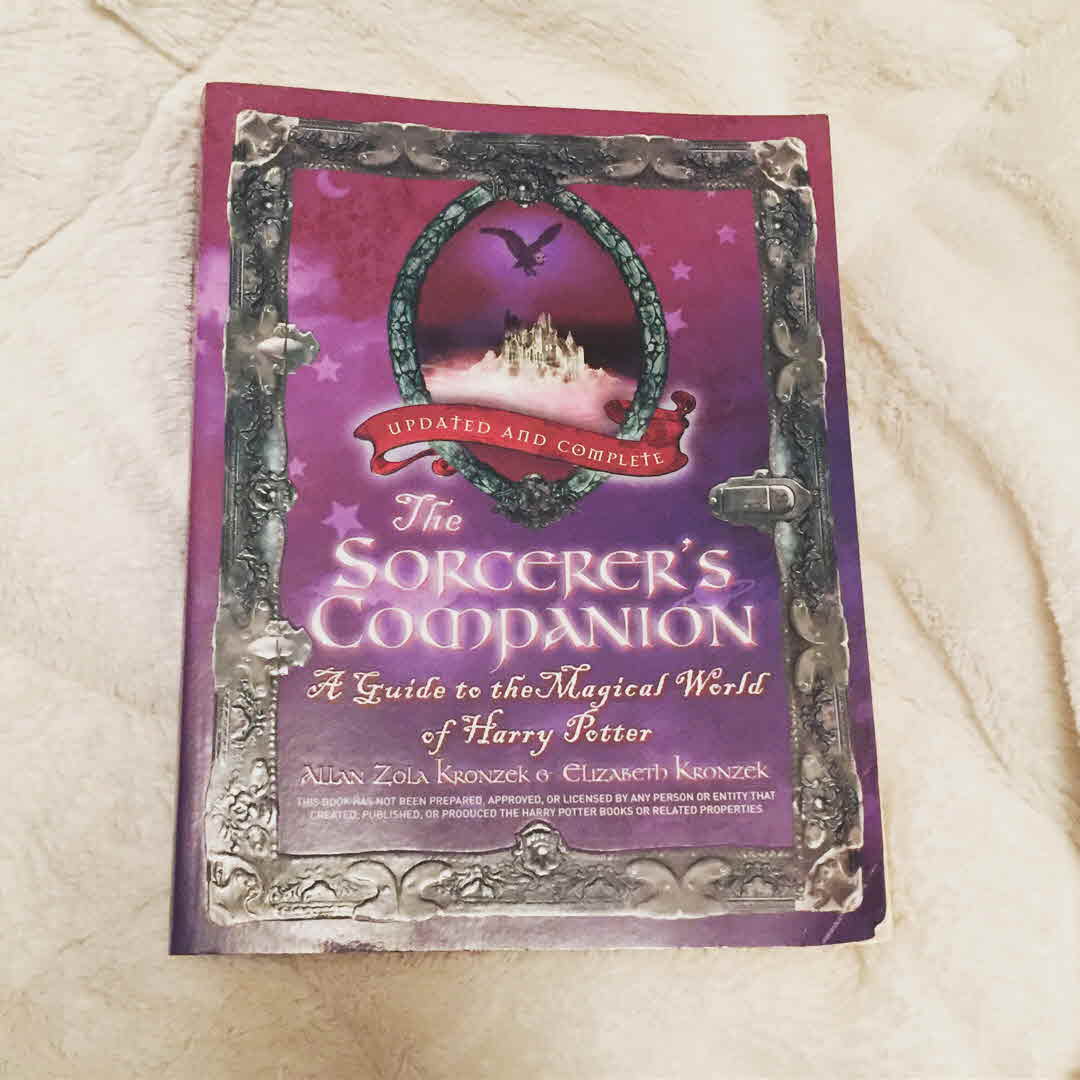 UPDATED AND COMPLETE
The
SORCERER'S
COMPANION
A Guide to the Magical World
of Harry Potter
ALLAN ZOLA KRONZEK & ELIZABETH KRONZEK
THIS BOOK HAS NOT BEEN PREPARED, APPROVED, OR LICENSED BY ANY PERSON OR ENTITY THAT
CREATED, PUBLISHED, OR PRODUCED THE HARRY POTTER BOOKS OR RELATED PROPERTIES